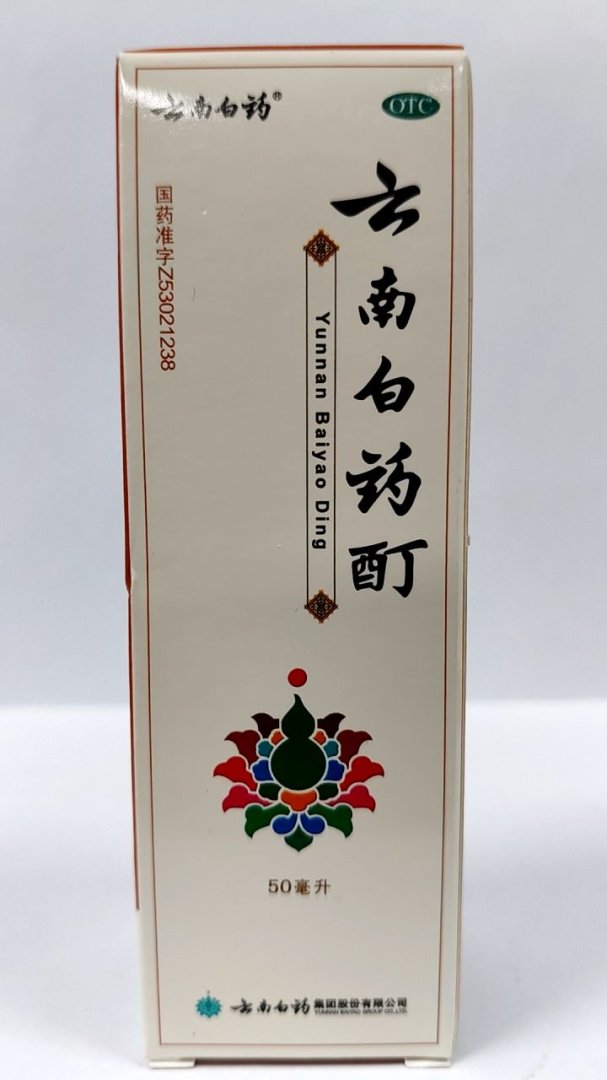 云南白药®
OTC
国药准字Z53021238
云南白药酊
Yunnan Baiyao Ding
50毫升
云南白药集团股份有限公司
YUNNAN BAIYAO GROUP CO.,LTD.